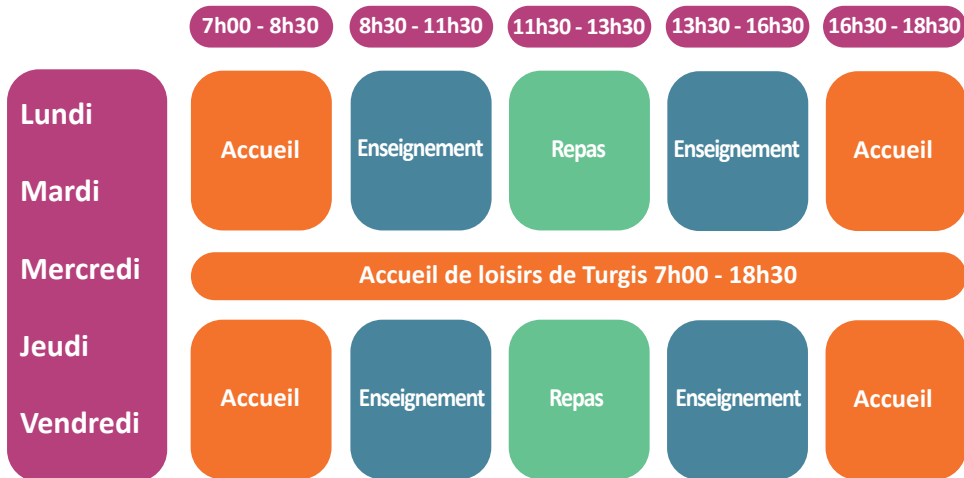 7h00 - 8h30
8h30 - 11h30
11h30 - 13h30
13h30 - 16h30
16h30 - 18h30
Lundi
Mardi
Accueil
Enseignement
Repas
Enseignement
Accueil
Mercredi
Accueil de loisirs de Turgis 7h00 - 18h30
Jeudi
Vendredi
Accueil
Enseignement
Repas
Enseignement
Accueil